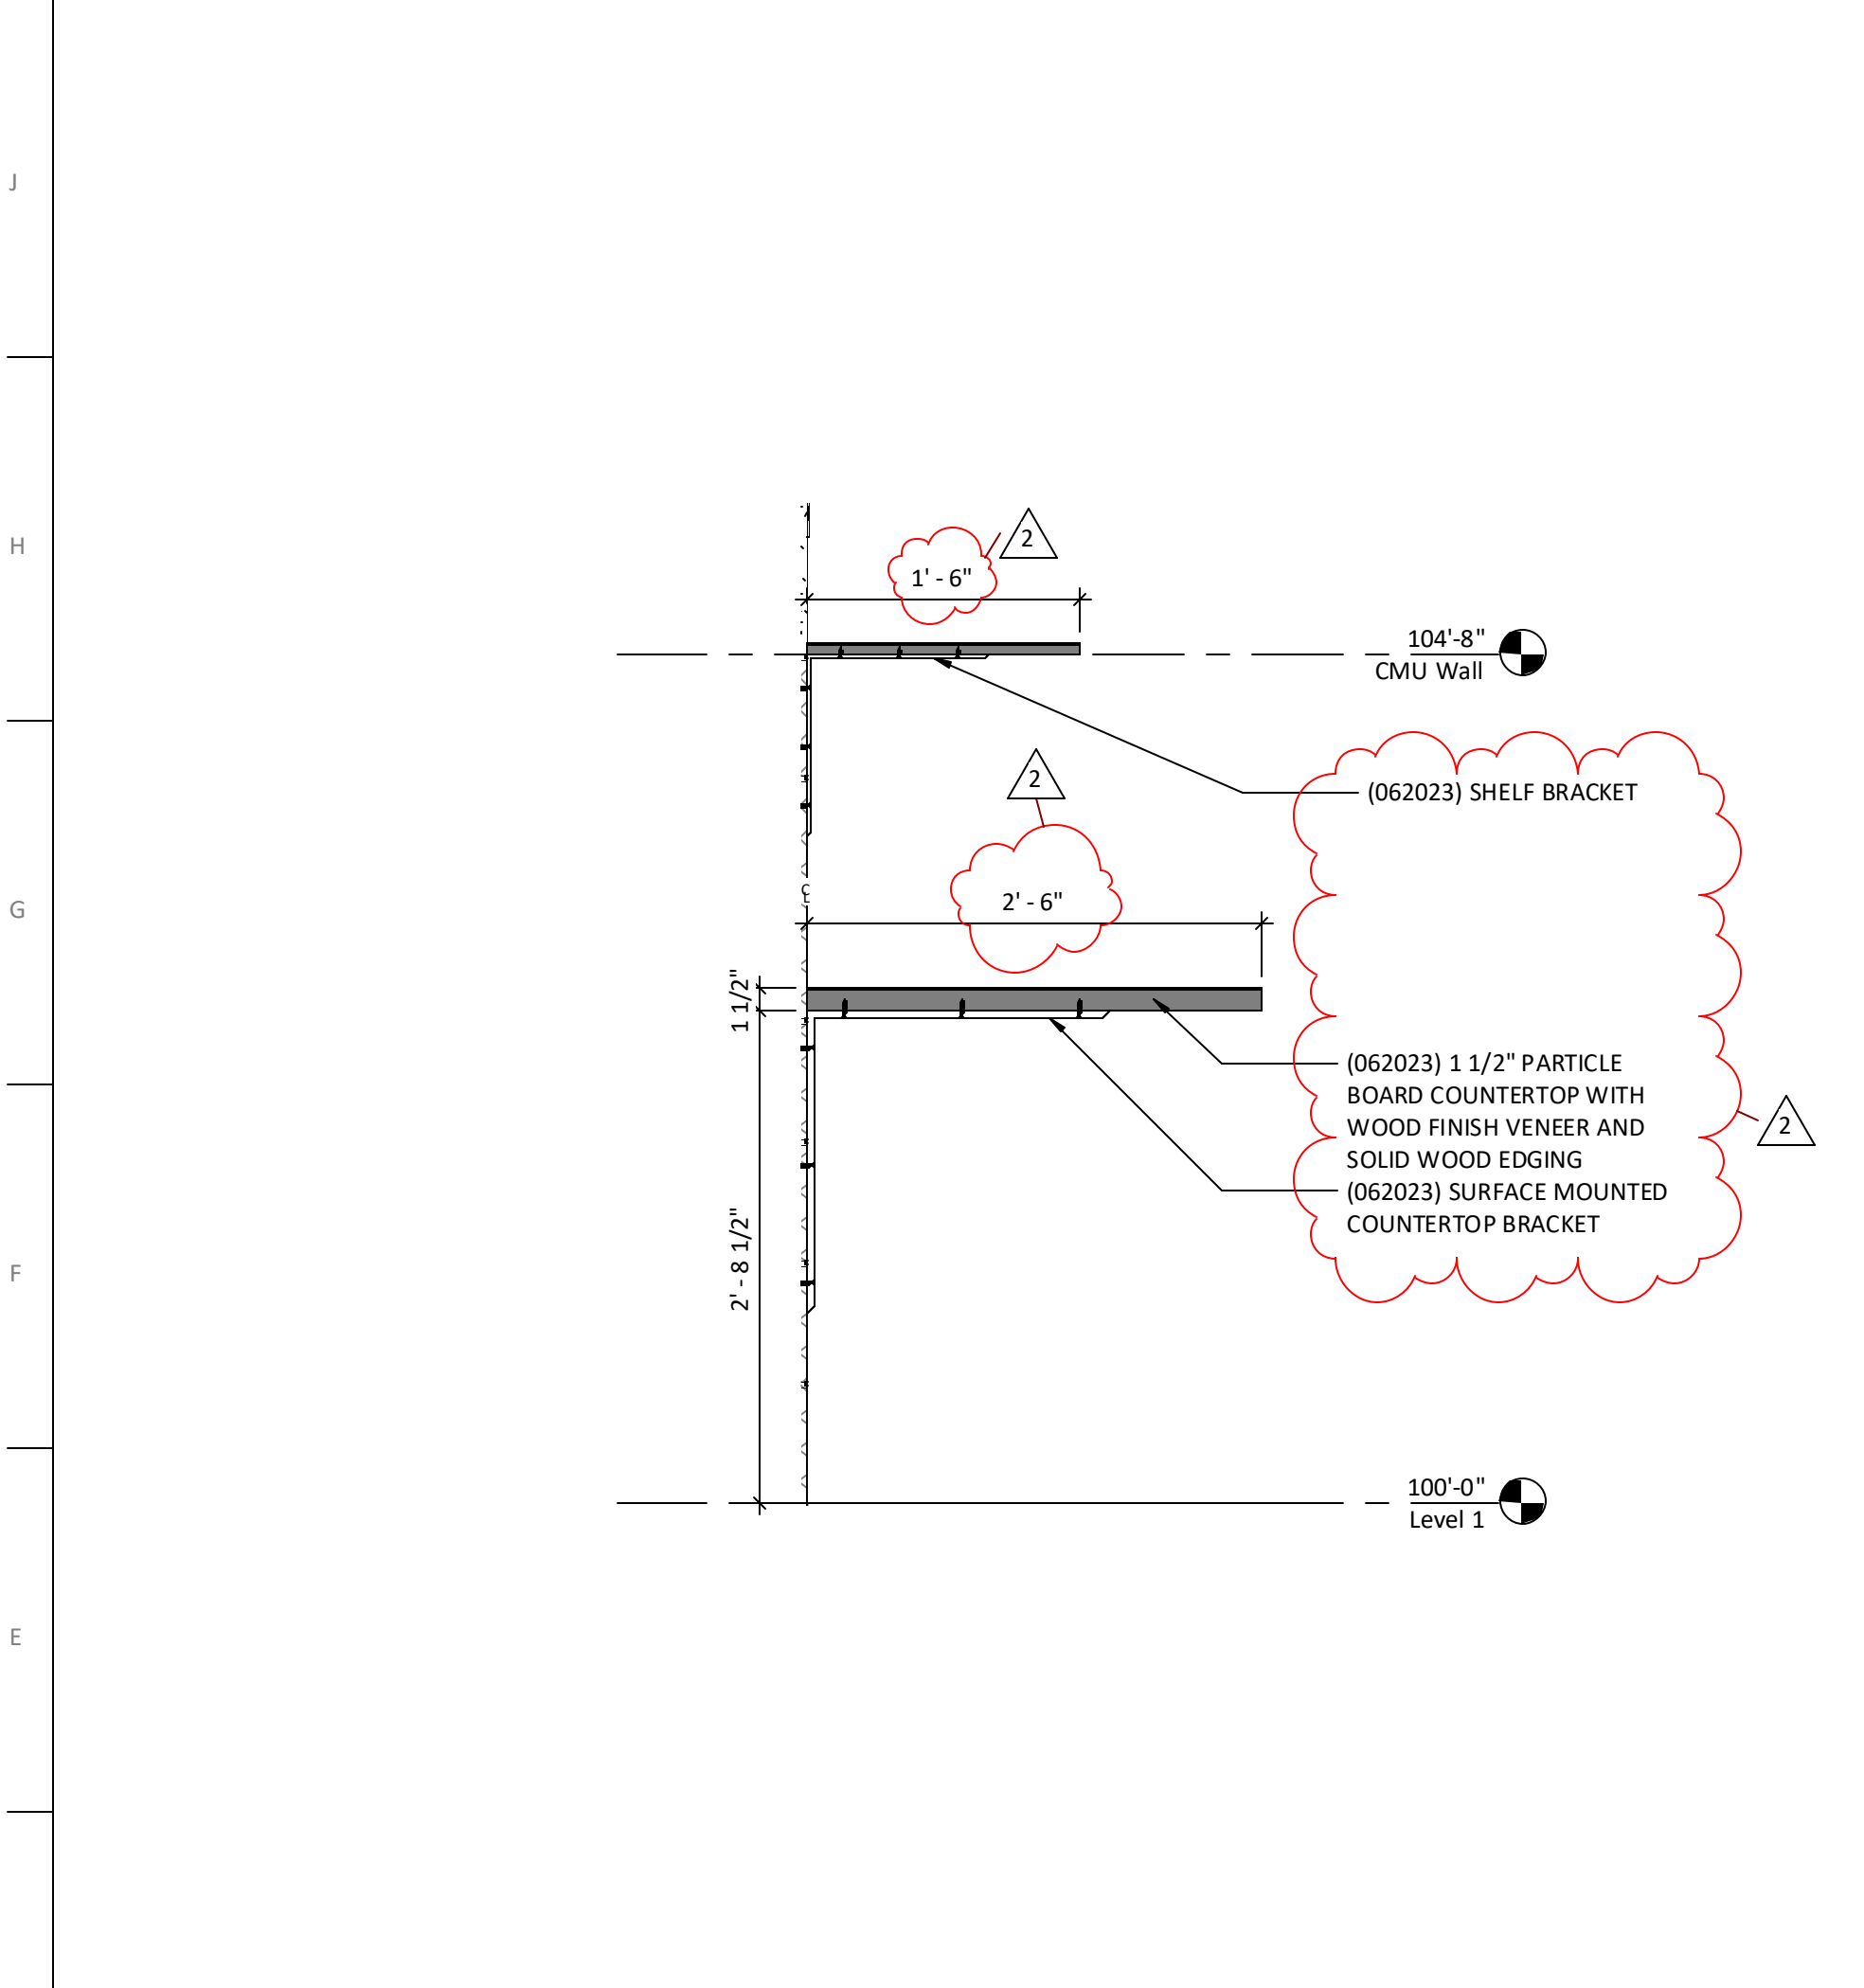 J
H
G
F
E
2
1' - 6"
104'-8"
CMU Wall
2
(062023) SHELF BRACKET
CL
2' - 6"
1 1/2"
(062023) 1 1/2" PARTICLE
BOARD COUNTERTOP WITH
WOOD FINISH VENEER AND
SOLID WOOD EDGING
(062023) SURFACE MOUNTED
COUNTERTOP BRACKET
2
2' - 8 1/2"
100'-0"
Level 1